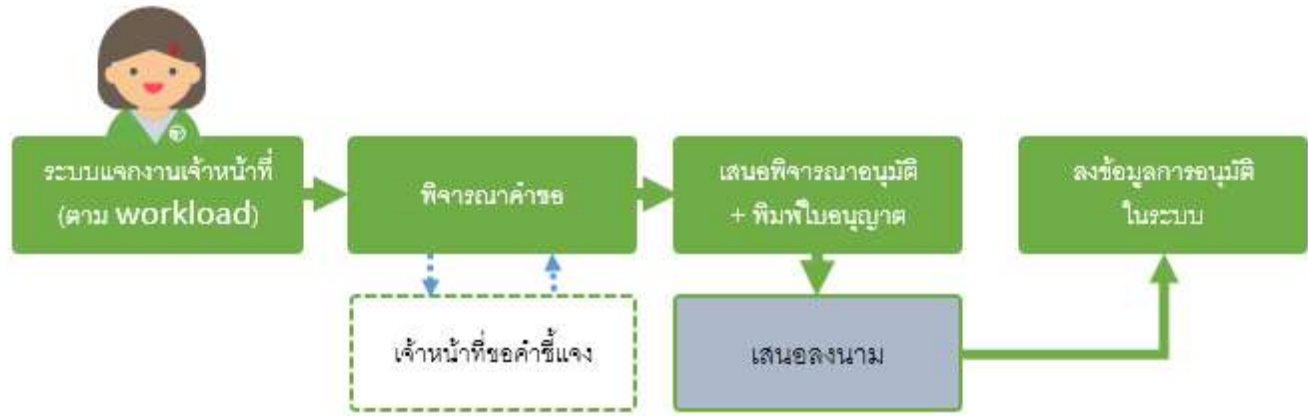 ระบบแจกงานเจ้าหน้าที่
(ตาม workload)
พิจารณาคำขอ
เสนอพิจารณาอนุมัติ
+ พิมพ์ใบอนุญาต
ลงข้อมูลการอนุมัติ
ในระบบ
เจ้าหน้าที่ขอคำชี้แจง
เสนอลงนาม